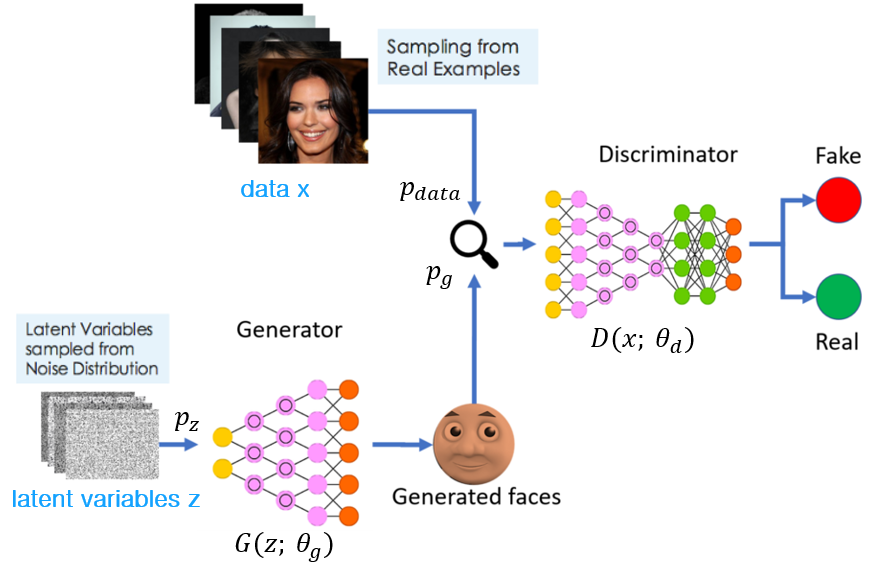 Sampling from
Real Examples
data x
Discriminator
Fake
p_data
p_g
Latent Variables
sampled from
Noise Distribution
Generator
D(x; θ_d)
Real
p_z
latent variables z
Generated faces
G(z; θ_g)